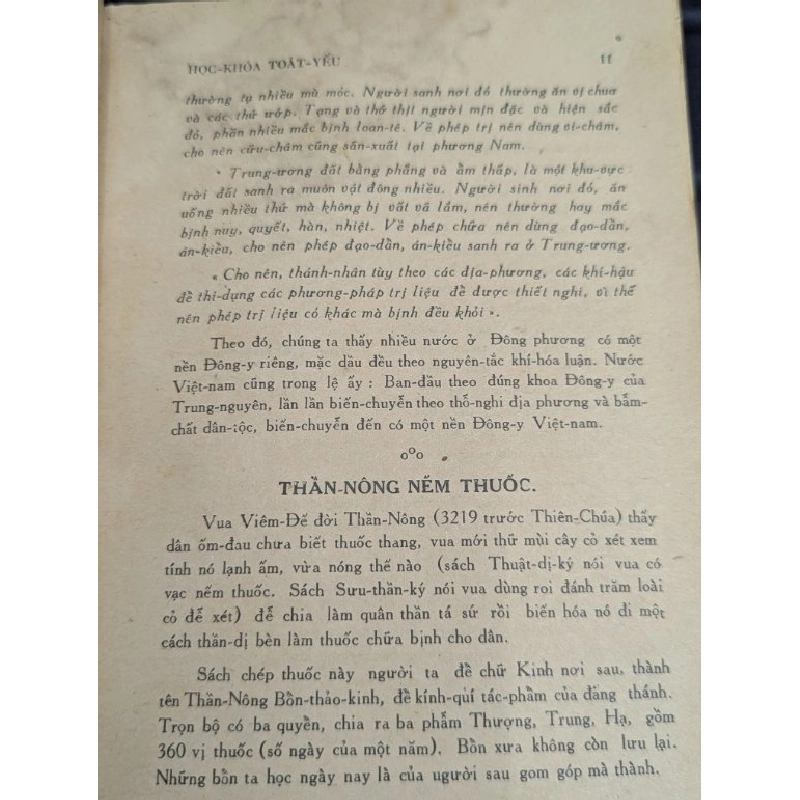 HỌC-KHÓA TOÁT-YẾU 11
thường tụ nhiều mà móc. Người sanh nơi đó thường ăn vị chua
và các thứ ướp. Tạng và thớ thịt người mịn đặc và hiện sắc
đỏ, phần nhiều mắc bịnh loan-tê. Về phép trị nên dùng vi-châm,
cho nên cửu-châm cũng sản-xuất tại phương Nam.
« Trung-ương đất bằng phẳng và ẩm thấp, là một khu-vực
trời đất sanh ra muôn vật đông nhiều. Người sinh nơi đó, ăn
uống nhiều thứ mà không bị vất vả lắm, nên thường hay mắc
bịnh nuy, quyết, hàn, nhiệt. Về phép chữa nên dùng đạo-dẫn,
án-kiều, cho nên phép đạo-dẫn, án-kiều sanh ra ở Trung-ương.
« Cho nên, thánh-nhân tùy theo các địa-phương, các khí-hậu
để thi-dụng các phương-pháp trị liệu để được thiết nghi, vì thế
nên phép trị liệu có khác mà bịnh đều khỏi ».
Theo đó, chúng ta thấy nhiều nước ở Đông phương có một
nền Đông-y riêng, mặc dầu đều theo nguyên-tắc khí-hóa luận. Nước
Việt-nam cũng trong lệ ấy : Ban-đầu theo đúng khoa Đông-y của
Trung-nguyên, lần lần biến-chuyển theo thổ-nghi địa phương và bẩm-
chất dân-tộc, biến-chuyển đến có một nền Đông-y Việt-nam.
oOo
THẦN-NÔNG NẾM THUỐC.
Vua Viêm-Đế đời Thần-Nông (3219 trước Thiên-Chúa) thấy
dân ốm-đau chưa biết thuốc thang, vua mới thử mùi cây cỏ xét xem
tính nó lạnh ấm, vừa nóng thế nào (sách Thuật-dị-ký nói vua có
vạc nếm thuốc. Sách Sưu-thần-ký nói vua dùng roi đánh trăm loài
cỏ để xét) để chia làm quân thần tá sứ rồi biến hóa nó đi một
cách thần-dị bèn làm thuốc chữa bịnh cho dân.
Sách chép thuốc này người ta để chữ Kinh nơi sau, thành
tên Thần-Nông Bổn-thảo-kinh, để kính-quí tác-phẩm của đấng thánh.
Trọn bộ có ba quyển, chia ra ba phẩm Thượng, Trung, Hạ, gồm
360 vị thuốc (số ngày của một năm). Bổn xưa không còn lưu lại.
Những bổn ta học ngày nay là của người sau gom góp mà thành.